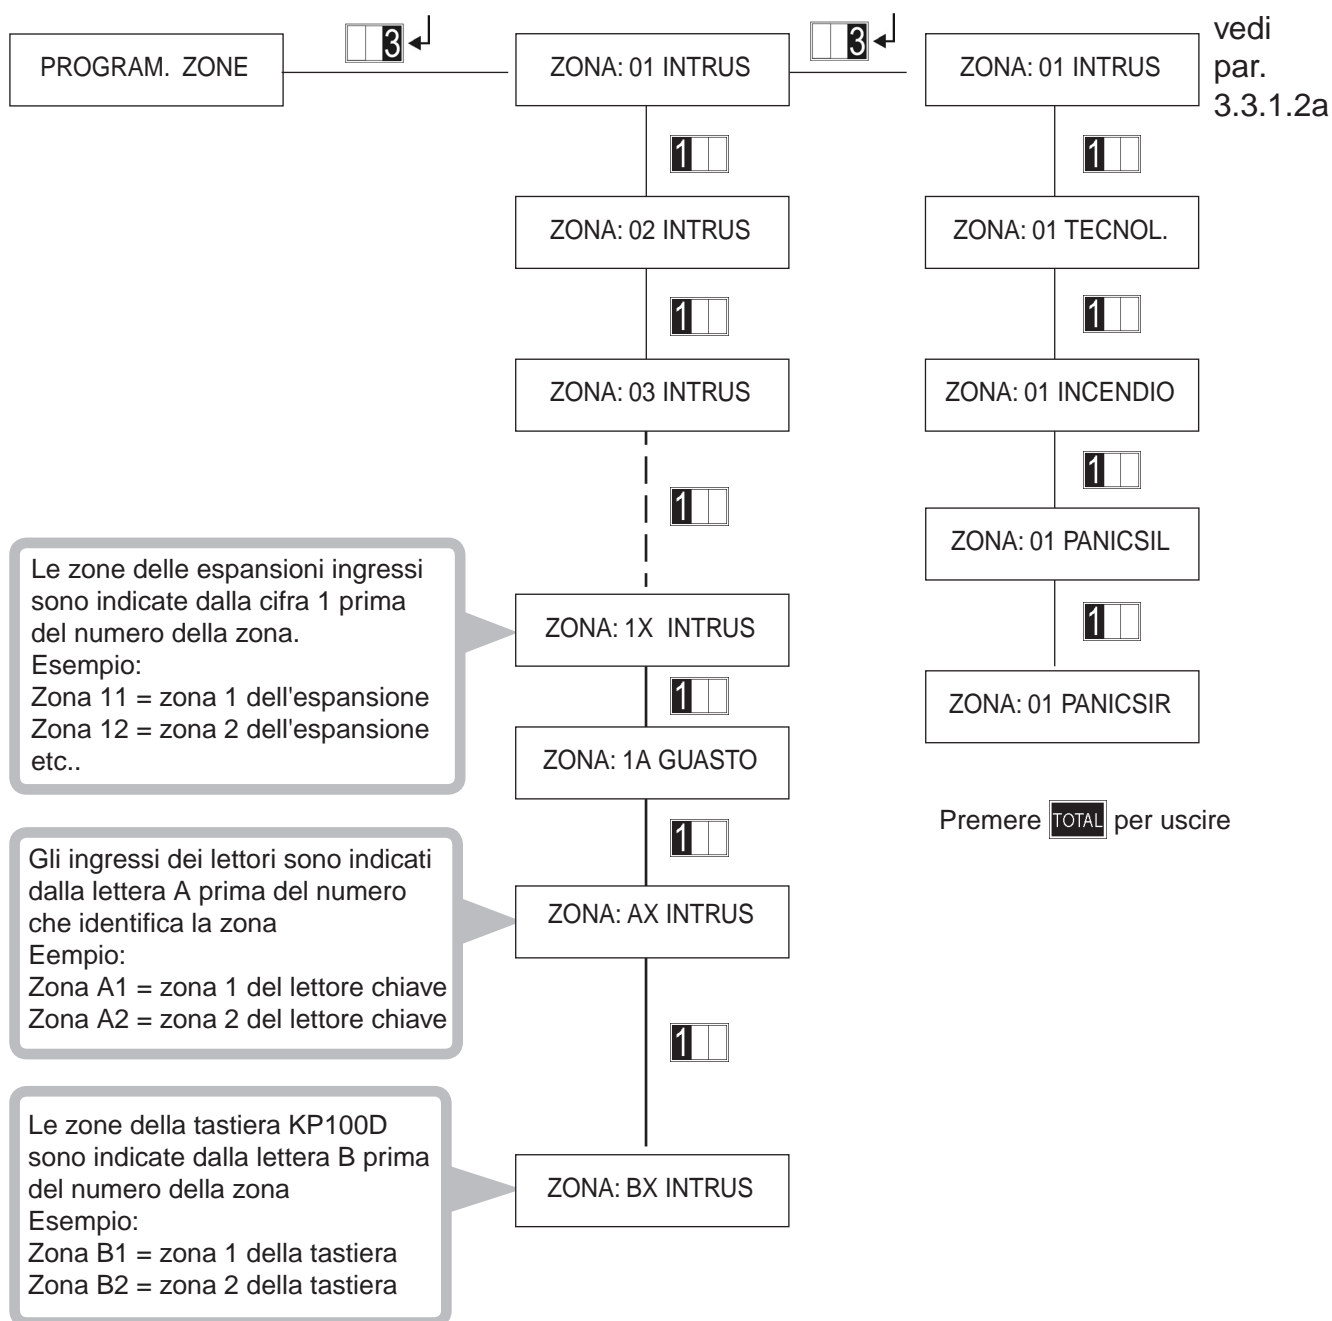 PROGRAM. ZONE
3
ZONA: 01 INTRUS
3
ZONA: 01 INTRUS
vedi
par.
3.3.1.2a
1
1
ZONA: 02 INTRUS
ZONA: 01 TECNOL.
1
1
ZONA: 03 INTRUS
ZONA: 01 INCENDIO
1
1
ZONA: 01 PANICSIL
1
ZONA: 01 PANICSIR
Premere TOTAL per uscire
Le zone delle espansioni ingressi
sono indicate dalla cifra 1 prima
del numero della zona.
Esempio:
Zona 11 = zona 1 dell'espansione
Zona 12 = zona 2 dell'espansione
etc..
ZONA: 1X INTRUS
1
ZONA: 1A GUASTO
1
Gli ingressi dei lettori sono indicati
dalla lettera A prima del numero
che identifica la zona
Eempio:
Zona A1 = zona 1 del lettore chiave
Zona A2 = zona 2 del lettore chiave
ZONA: AX INTRUS
1
Le zone della tastiera KP100D
sono indicate dalla lettera B prima
del numero della zona
Esempio:
Zona B1 = zona 1 della tastiera
Zona B2 = zona 2 della tastiera
ZONA: BX INTRUS